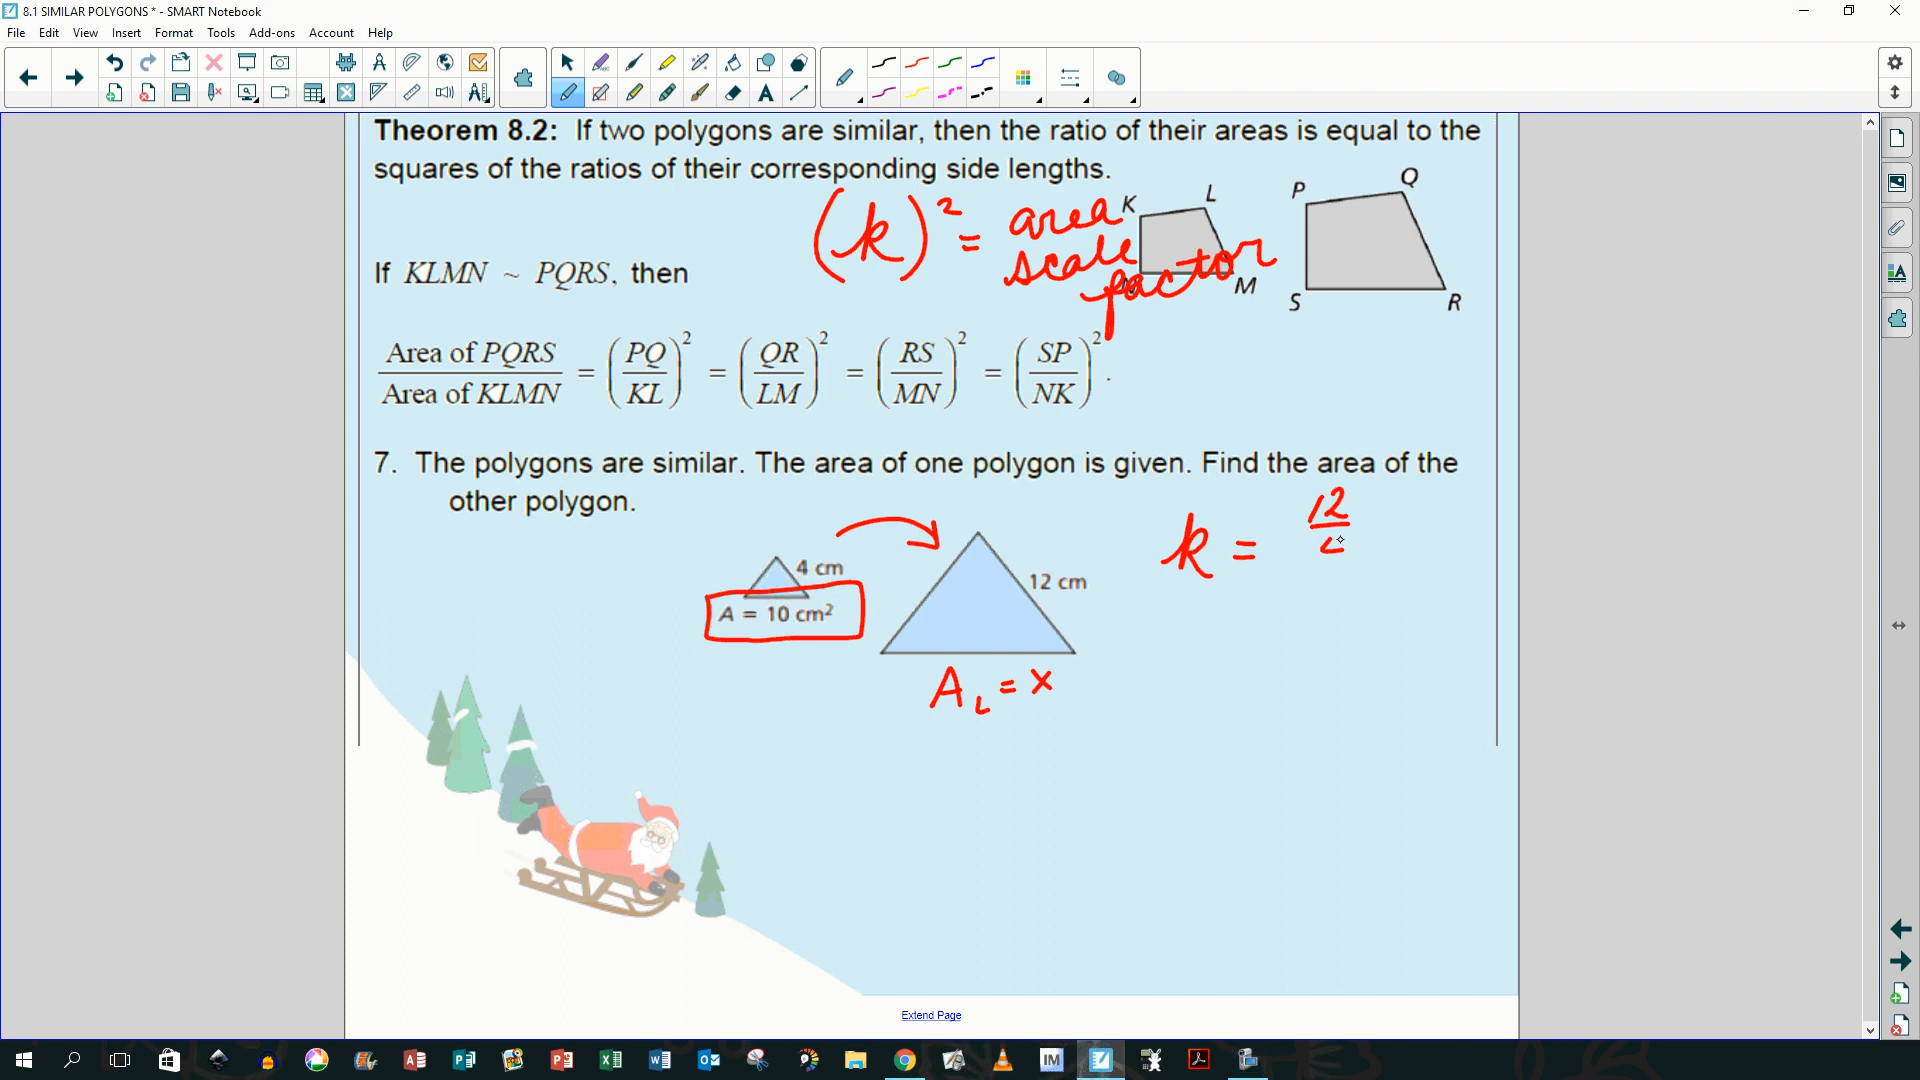 8.1 SIMILAR POLYGONS * - SMART Notebook
File Edit View Insert Format Tools Add-ons Account Help
Theorem 8.2: If two polygons are similar, then the ratio of their areas is equal to the
squares of the ratios of their corresponding side lengths.
(k)² = area
scale
factor
K L M
P Q S R
If KLMN ~ PQRS, then
Area of PQRS / Area of KLMN = (PQ/KL)² = (QR/LM)² = (RS/MN)² = (SP/NK)².
7. The polygons are similar. The area of one polygon is given. Find the area of the
other polygon.
k = 12
4 cm
12 cm
A = 10 cm²
A_L = x
Extend Page